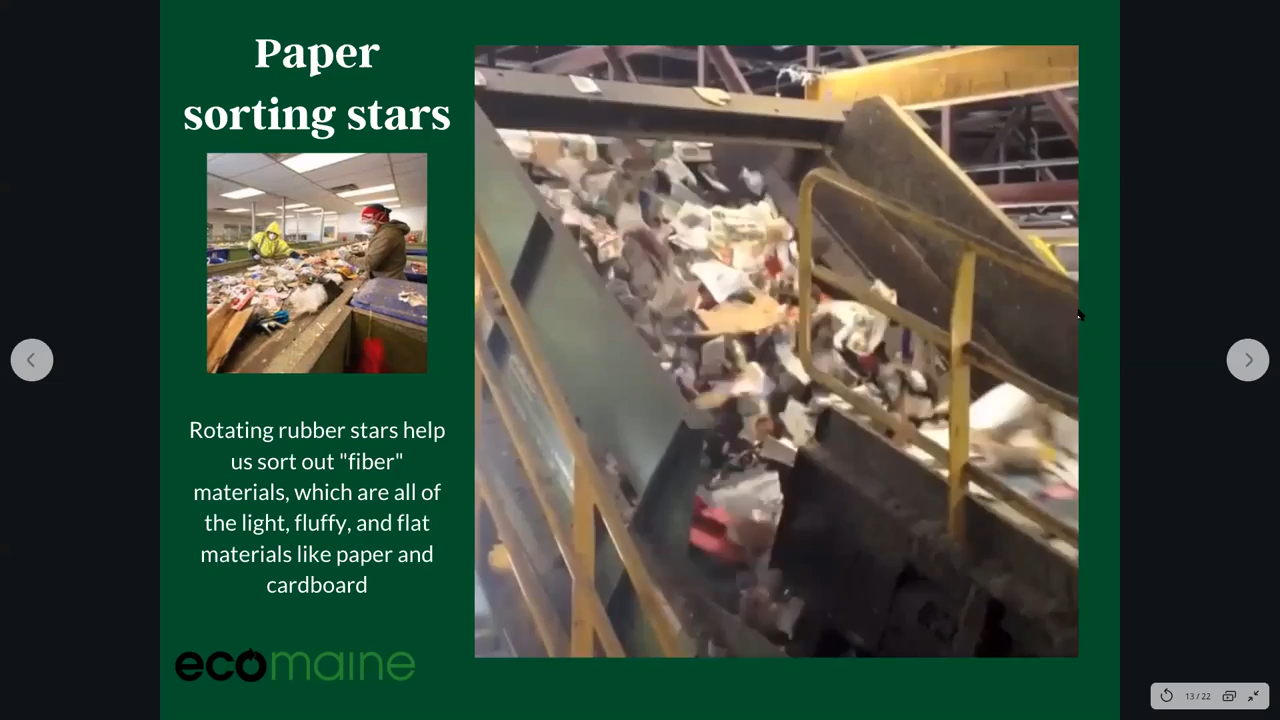 Paper
sorting stars
Rotating rubber stars help
us sort out "fiber"
materials, which are all of
the light, fluffy, and flat
materials like paper and
cardboard
ecomaine
13 / 22